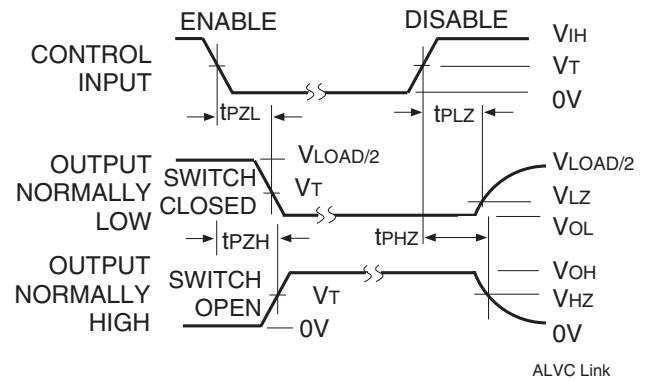 ENABLE DISABLE
CONTROL INPUT
VIH
VT
0V
tPZL
tPLZ
OUTPUT NORMALLY LOW
SWITCH CLOSED
VLOAD/2
VT
VLOAD/2
VLZ
VOL
tPZH
tPHZ
OUTPUT NORMALLY HIGH
SWITCH OPEN
VT
0V
VOH
VHZ
0V
ALVC Link